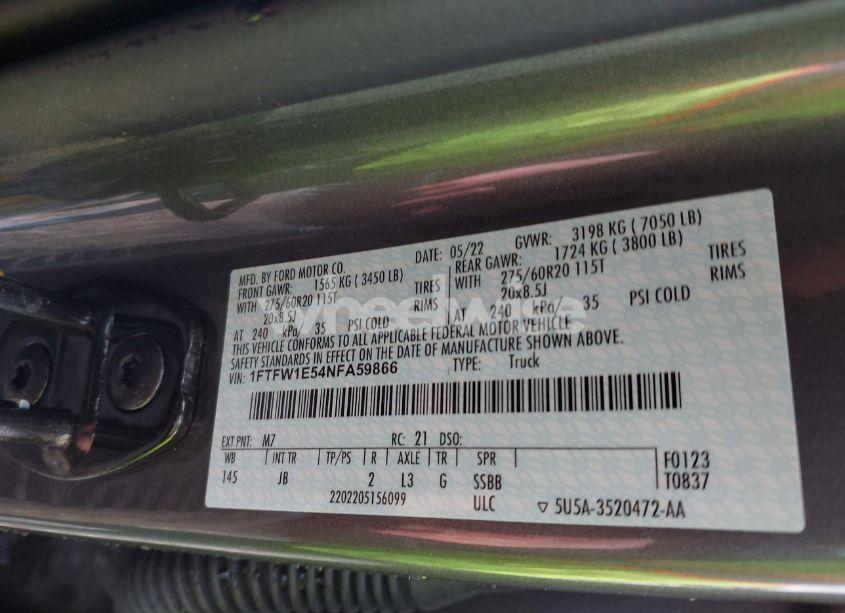 MFD. BY FORD MOTOR CO. DATE: 05/22 GVWR: 3198 KG ( 7050 LB)
FRONT GAWR: 1565 KG ( 3450 LB) REAR GAWR: 1724 KG ( 3800 LB)
WITH 275/60R20 115T TIRES WITH 275/60R20 115T TIRES
20x8.5J RIMS 20x8.5J RIMS
AT 240 kPa/ 35 PSI COLD AT 240 kPa/ 35 PSI COLD
THIS VEHICLE CONFORMS TO ALL APPLICABLE FEDERAL MOTOR VEHICLE
SAFETY STANDARDS IN EFFECT ON THE DATE OF MANUFACTURE SHOWN ABOVE.
VIN: 1FTFW1E54NFA59866 TYPE: Truck
EXT PNT: M7 RC: 21 DSO:
WB INT TR TP/PS R AXLE TR SPR F0123
145 JB 2 L3 G SSBB T0837
2202205156099 ULC ▽ 5U5A-3520472-AA
wheelwise